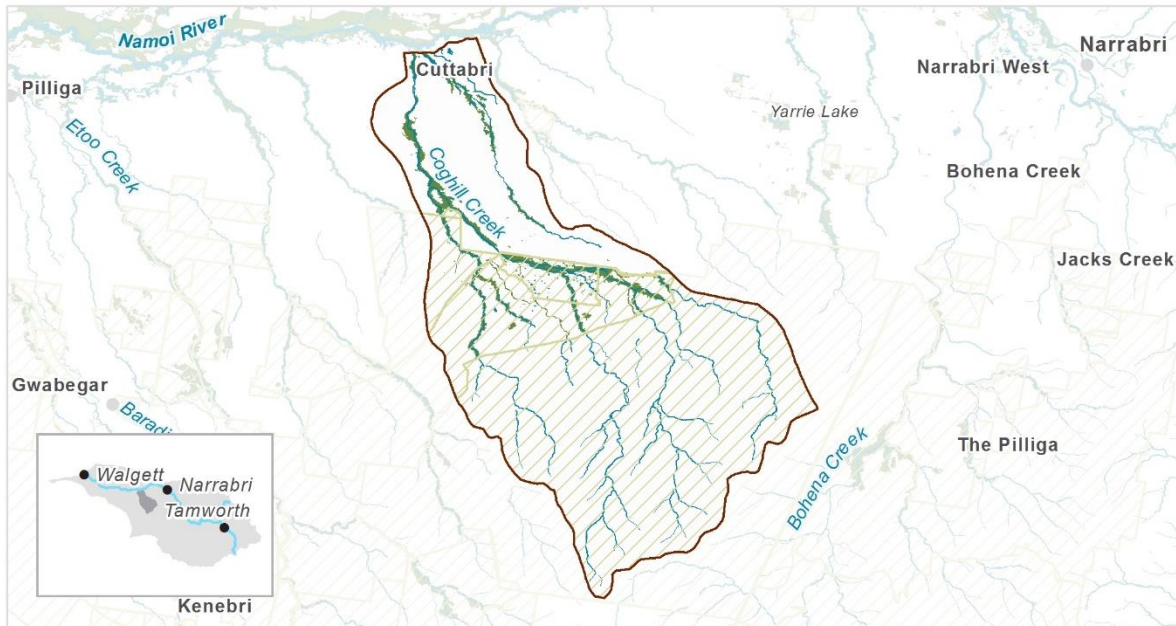 Namoi River
Narrabri
Cuttabri
Narrabri West
Pilliga
Yarrie Lake
Etoo Creek
Coghill Creek
Bohena Creek
Jacks Creek
Gwabegar
Baradi
The Pilliga
Bohena Creek
Walgett
Narrabri
Tamworth
Kenebri